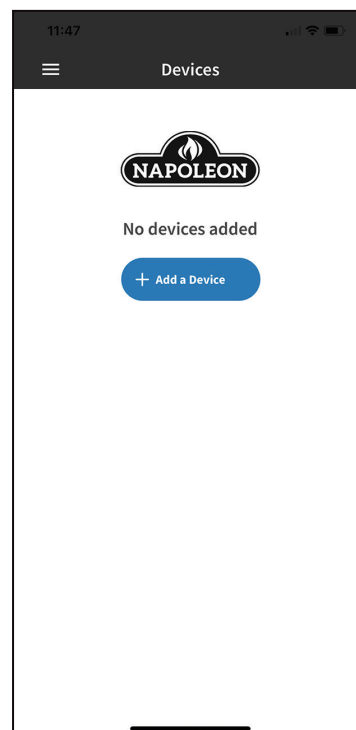 11:47
Devices
NAPOLEON
No devices added
+ Add a Device